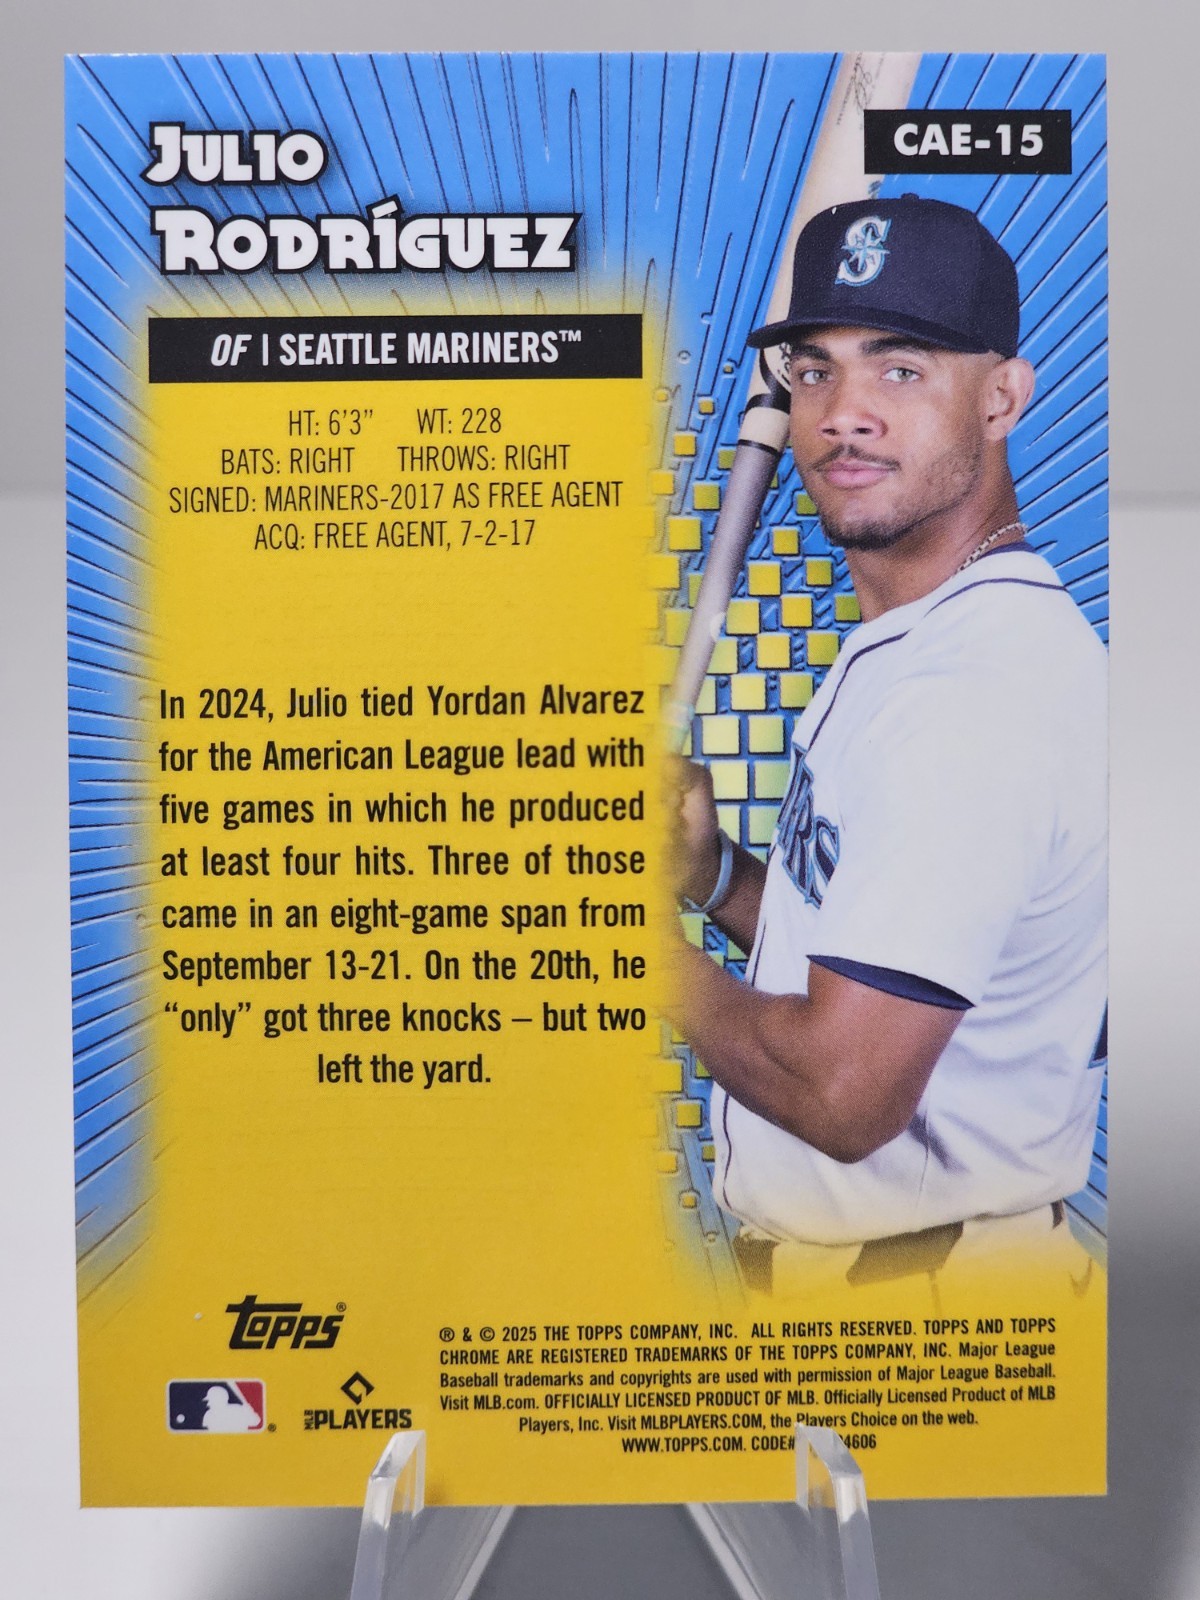 CAE-15
JULIO
RODRÍGUEZ
OF | SEATTLE MARINERS™
HT: 6'3" WT: 228
BATS: RIGHT THROWS: RIGHT
SIGNED: MARINERS-2017 AS FREE AGENT
ACQ: FREE AGENT, 7-2-17
In 2024, Julio tied Yordan Alvarez
for the American League lead with
five games in which he produced
at least four hits. Three of those
came in an eight-game span from
September 13-21. On the 20th, he
“only” got three knocks – but two
left the yard.
S
TOPPS®
MLB PLAYERS
® & © 2025 THE TOPPS COMPANY, INC. ALL RIGHTS RESERVED. TOPPS AND TOPPS
CHROME ARE REGISTERED TRADEMARKS OF THE TOPPS COMPANY, INC. Major League
Baseball trademarks and copyrights are used with permission of Major League Baseball.
Visit MLB.com. OFFICIALLY LICENSED PRODUCT OF MLB. Officially Licensed Product of MLB
Players, Inc. Visit MLBPLAYERS.COM, the Players Choice on the web.
WWW.TOPPS.COM. CODE#